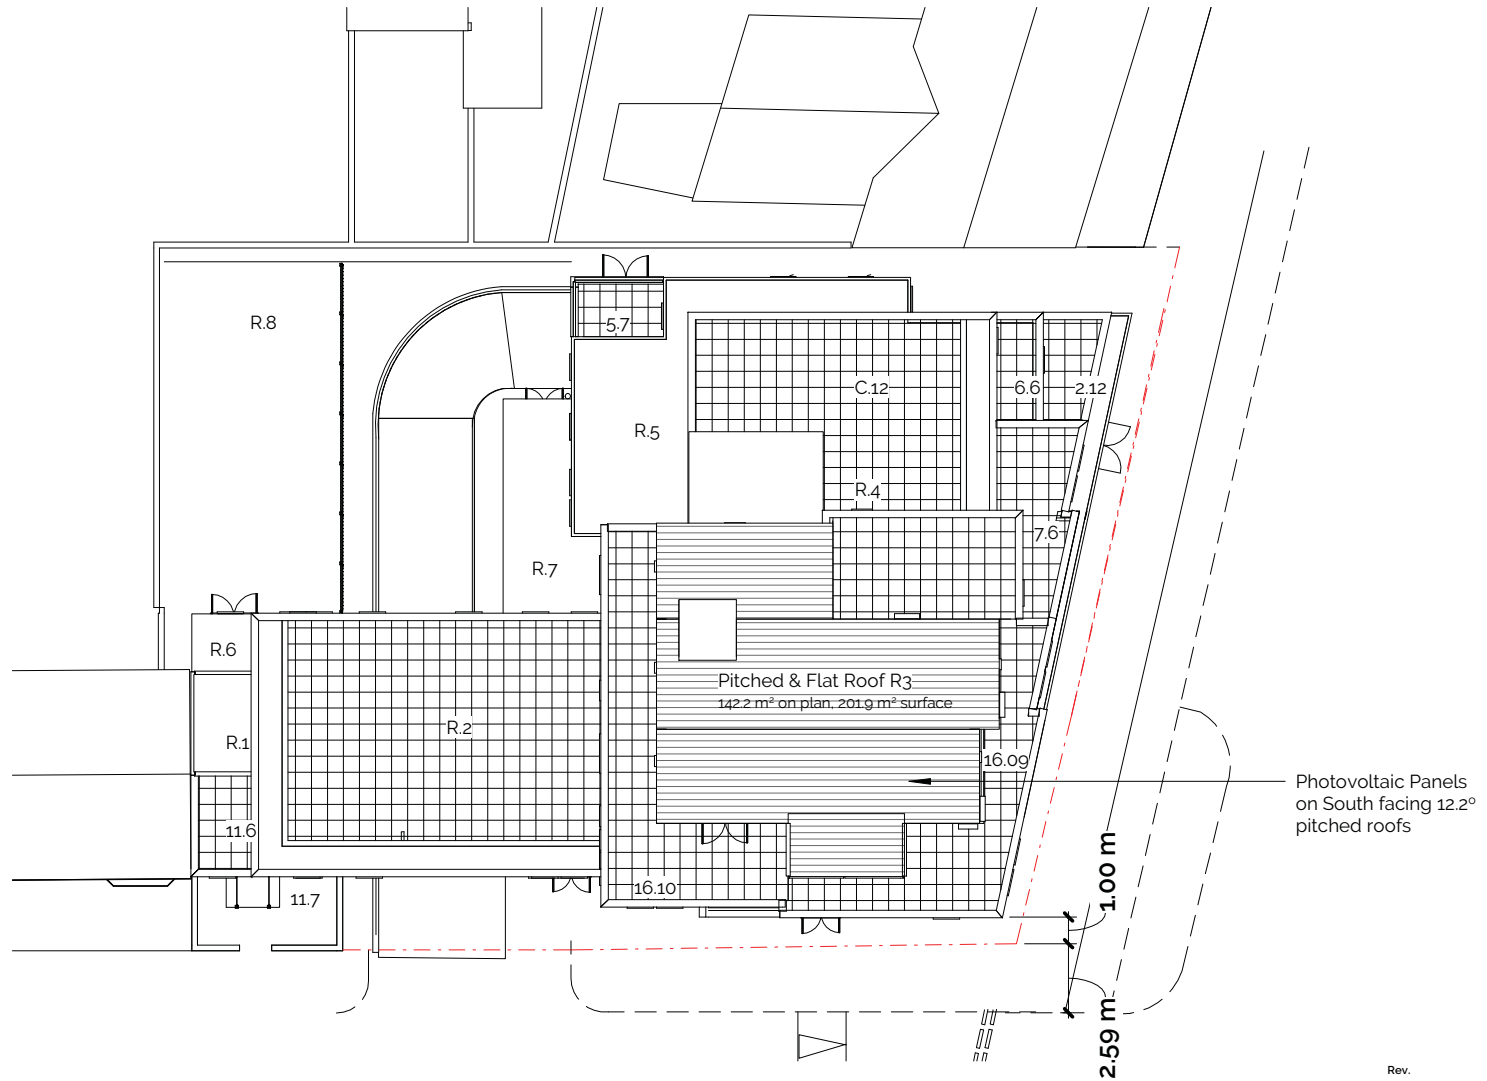 R.8
5.7
C.12
6.6
2.12
R.5
R.4
7.6
R.7
R.6
Pitched & Flat Roof R3
142.2 m² on plan, 201.9 m² surface
R.2
R.1
16.09
Photovoltaic Panels
on South facing 12.2º
pitched roofs
11.6
1.00 m
16.10
11.7
2.59 m
Rev.